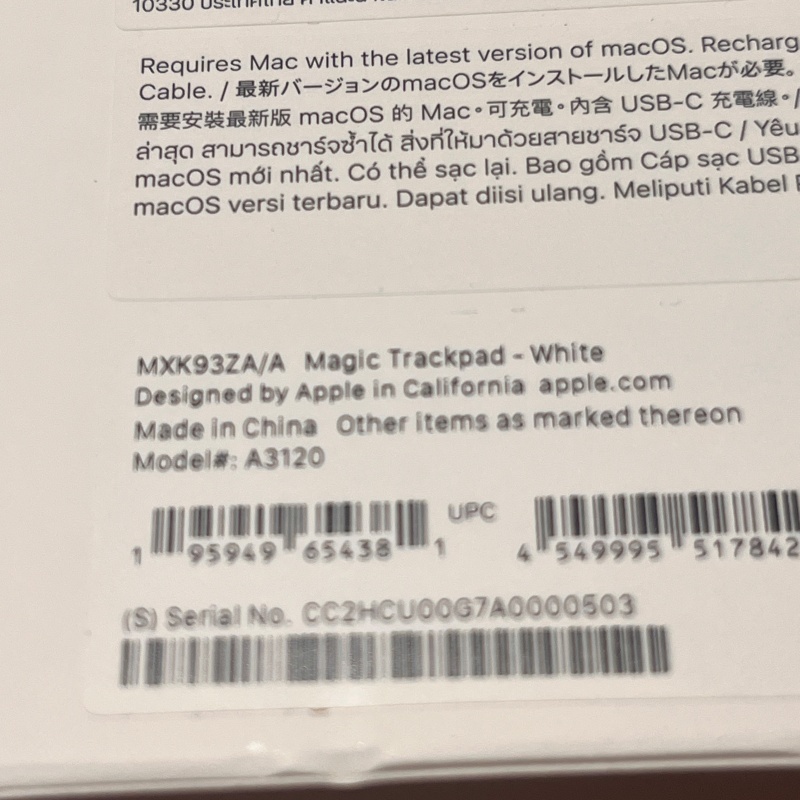 10330
Requires Mac with the latest version of macOS. Recharg
Cable. / 最新バージョンのmacOSをインストールしたMacが必要。
需要安裝最新版 macOS 的 Mac。可充電。內含 USB-C 充電線。/
ล่าสุด สามารถชาร์จซ้ำได้ สิ่งที่ให้มาด้วยสายชาร์จ USB-C / Yêu
macOS mới nhất. Có thể sạc lại. Bao gồm Cáp sạc USB
macOS versi terbaru. Dapat diisi ulang. Meliputi Kabel
MXK93ZA/A Magic Trackpad - White
Designed by Apple in California apple.com
Made in China Other items as marked thereon
Model#: A3120
1 95949 65438 1 UPC 4 549995 517842
(S) Serial No. CC2HCU00G7A0000503